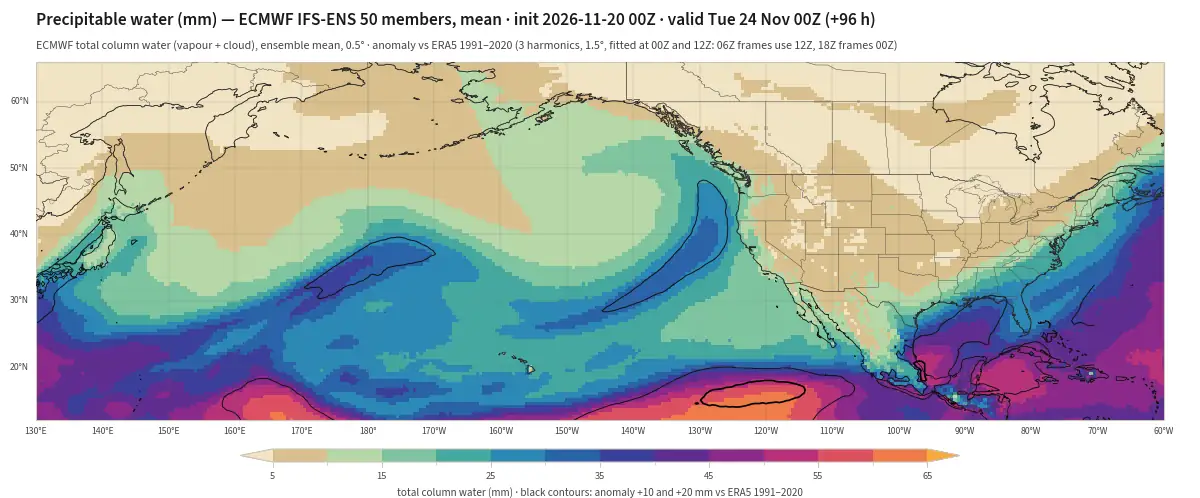 Precipitable water (mm) — ECMWF IFS-ENS 50 members, mean · init 2026-11-20 00Z · valid Tue 24 Nov 00Z (+96 h)
ECMWF total column water (vapour + cloud), ensemble mean, 0.5° · anomaly vs ERA5 1991–2020 (3 harmonics, 1.5°, fitted at 00Z and 12Z: 06Z frames use 12Z, 18Z frames 00Z)
60°N
50°N
40°N
30°N
20°N
130°E 140°E 150°E 160°E 170°E 180° 170°W 160°W 150°W 140°W 130°W 120°W 110°W 100°W 90°W 80°W 70°W 60°W
5 15 25 35 45 55 65
total column water (mm) · black contours: anomaly +10 and +20 mm vs ERA5 1991–2020